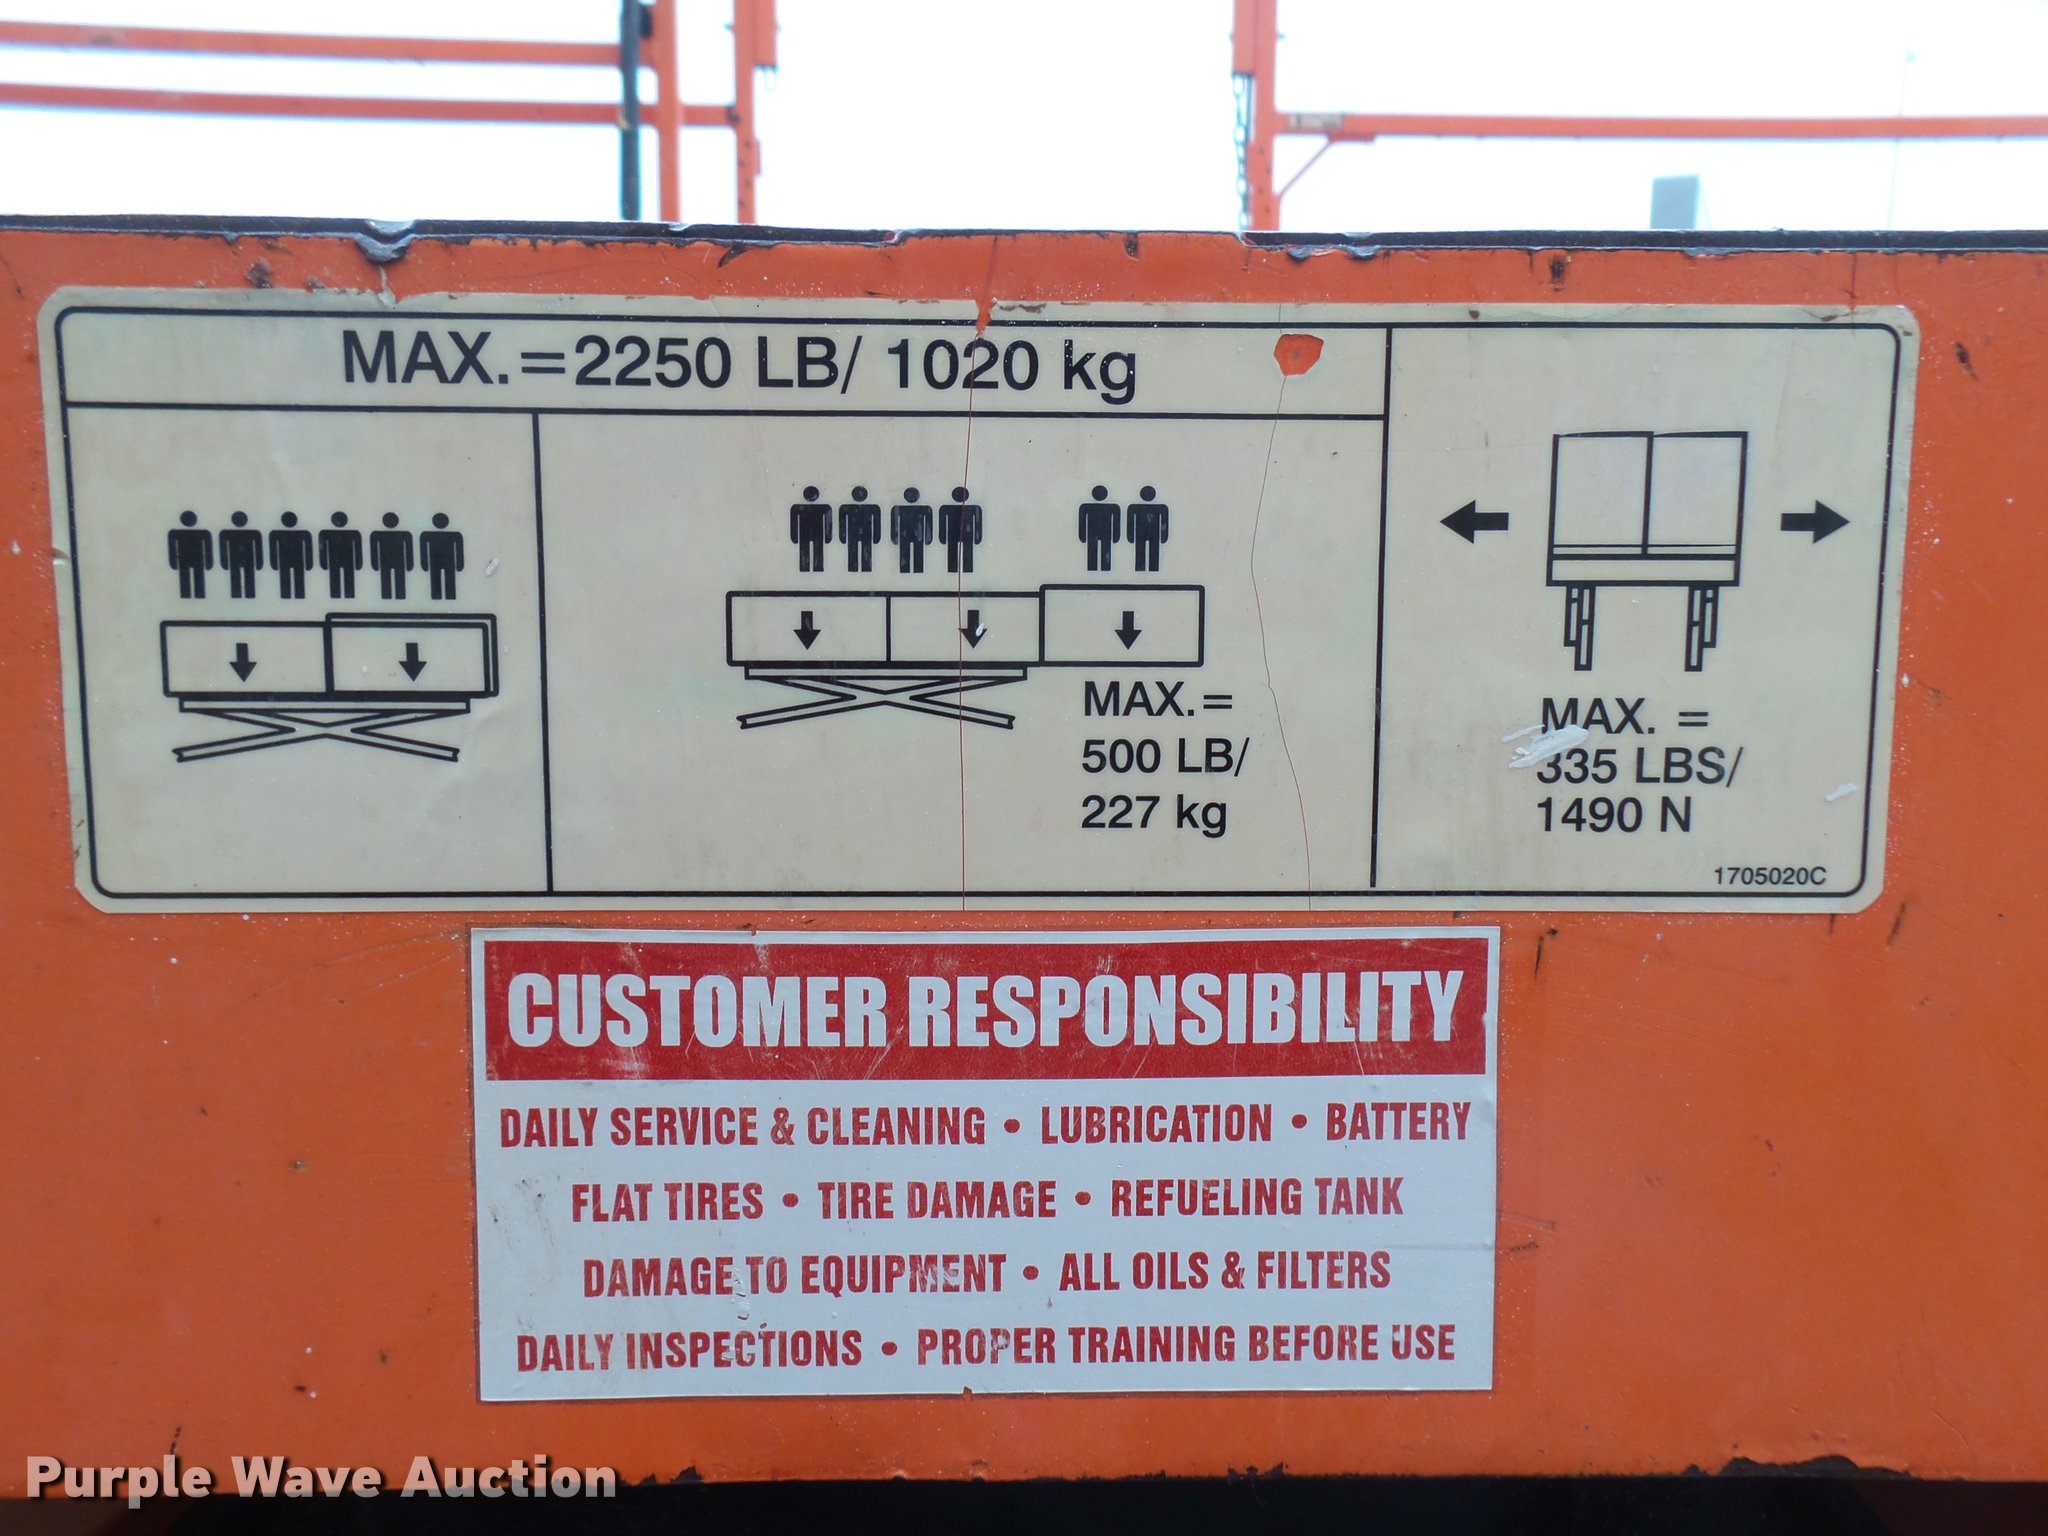 MAX.=2250 LB/ 1020 kg
MAX.=
500 LB/
227 kg
MAX. =
335 LBS/
1490 N
1705020C
CUSTOMER RESPONSIBILITY
DAILY SERVICE & CLEANING • LUBRICATION • BATTERY
FLAT TIRES • TIRE DAMAGE • REFUELING TANK
DAMAGE TO EQUIPMENT • ALL OILS & FILTERS
DAILY INSPECTIONS • PROPER TRAINING BEFORE USE
Purple Wave Auction